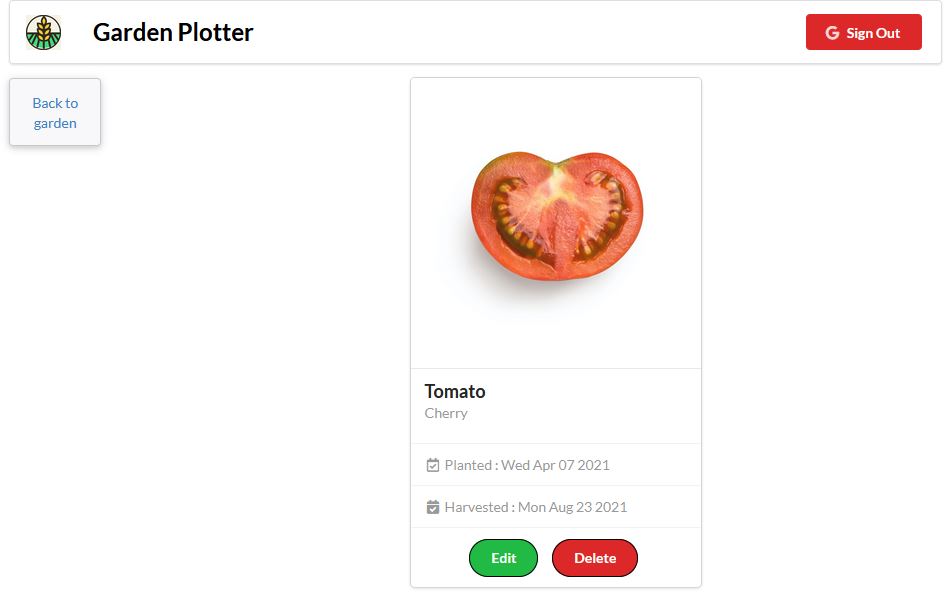 Garden Plotter
Sign Out
Back to
garden
Tomato
Cherry
Planted : Wed Apr 07 2021
Harvested : Mon Aug 23 2021
Edit
Delete